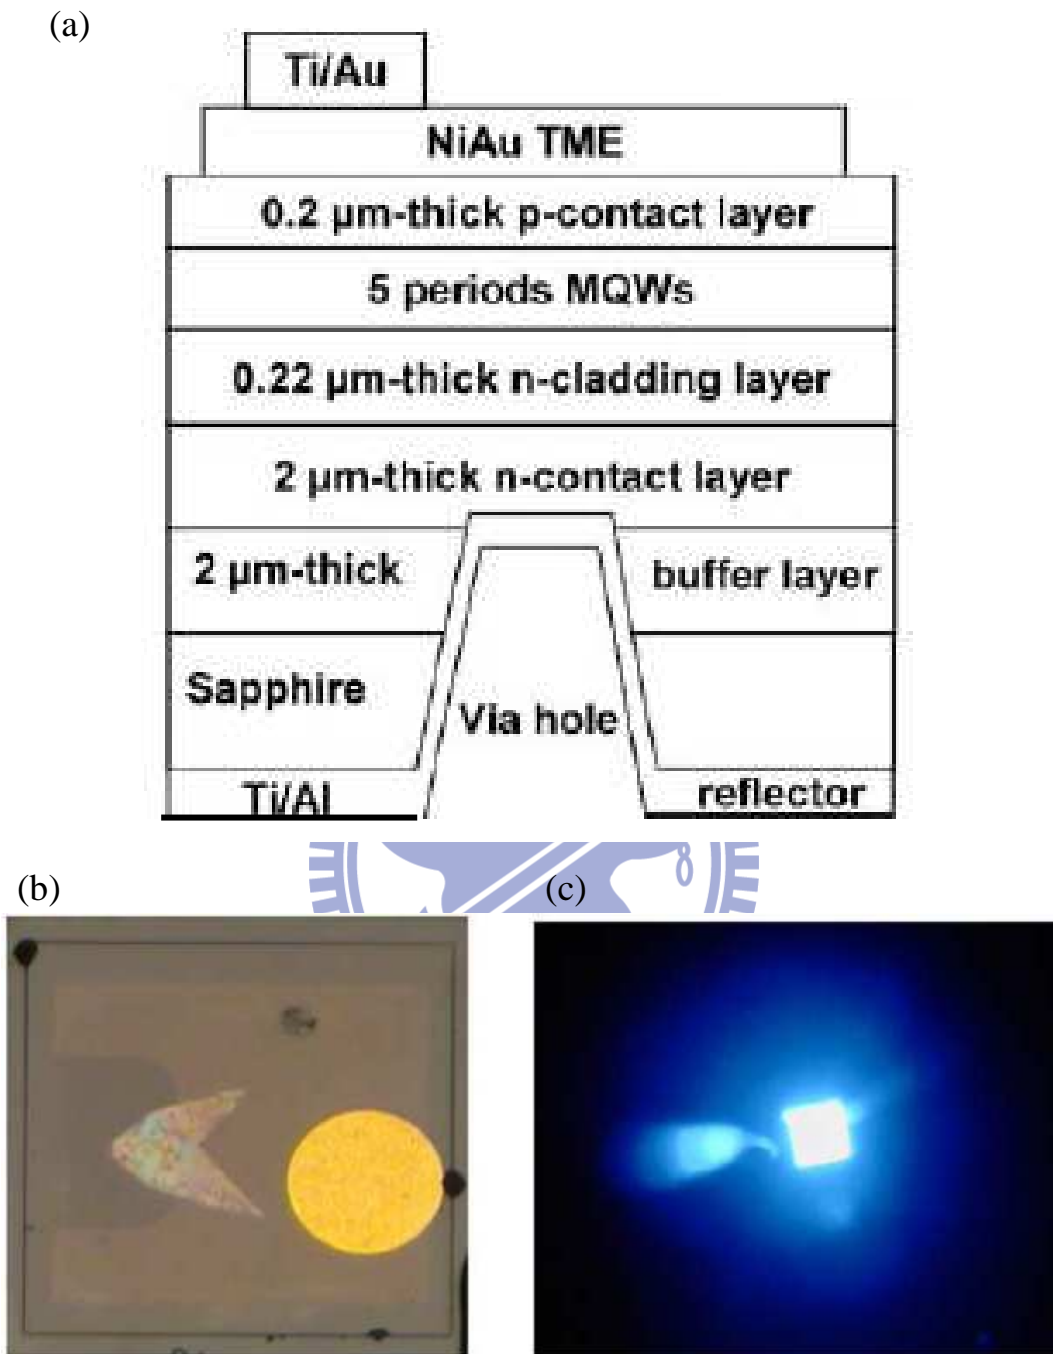 (a)
Ti/Au
NiAu TME
0.2 μm-thick p-contact layer
5 periods MQWs
0.22 μm-thick n-cladding layer
2 μm-thick n-contact layer
2 μm-thick buffer layer
Sapphire
Via hole
Ti/Al reflector
8
(b) (c)